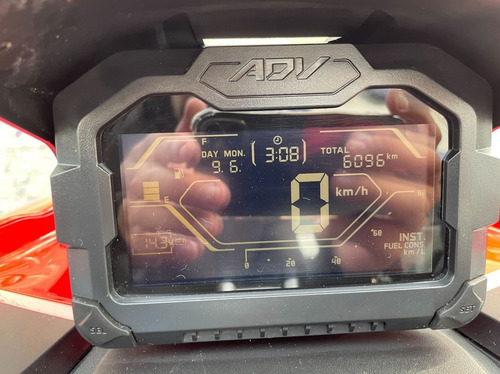 ADV
F
DAY MON.
3:08
TOTAL
9. 6.
6096 km
E
0 km/h
14.3 V
60
INST.
FUEL CONS.
km/L
0 20 40
SEL
SET